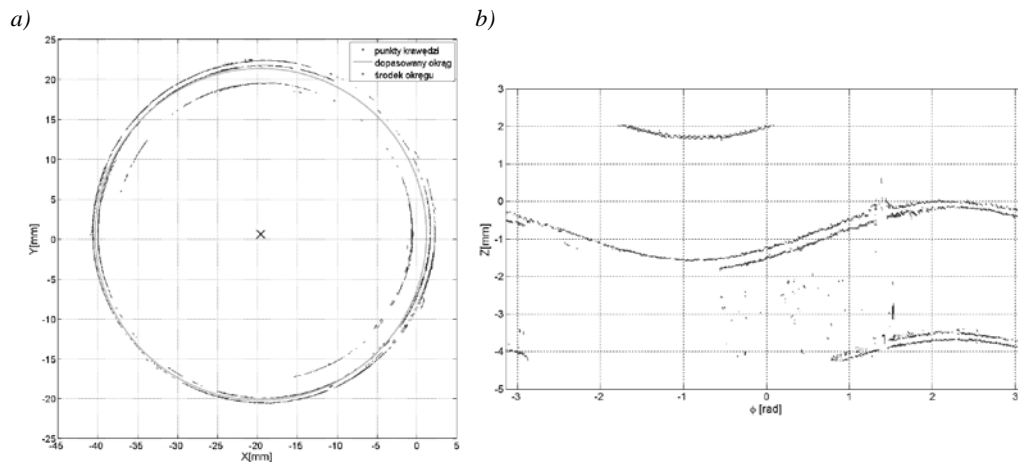 a)
b)
25
20
15
10
5
0
-5
-10
-15
-20
-25
Y[mm]
-45 -40 -35 -30 -25 -20 -15 -10 -5 0 5
X[mm]
punkty krawędzi
dopasowany okrąg
środek okręgu
3
2
1
0
-1
-2
-3
-4
-5
Z[mm]
-3 -2 -1 0 1 2 3
ϕ [rad]